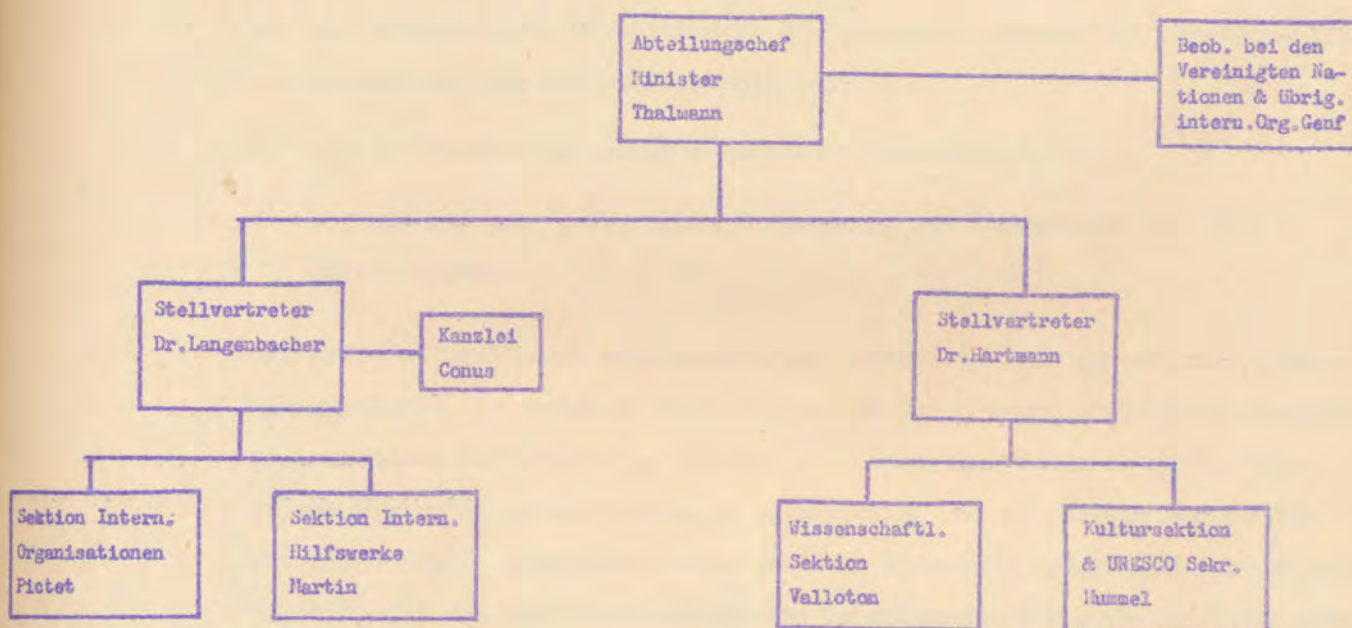 Abteilungschef
Minister
Thalmann
Beob. bei den
Vereinigten Na-
tionen & übrig.
intern.Org.Genf
Stellvertreter
Dr.Langenbacher
Kanzlei
Conus
Stellvertreter
Dr.Hartmann
Sektion Intern.
Organisationen
Pictet
Sektion Intern.
Hilfswerke
Martin
Wissenschaftl.
Sektion
Valloton
Kultursektion
& UNESCO Sekr.
Hummel